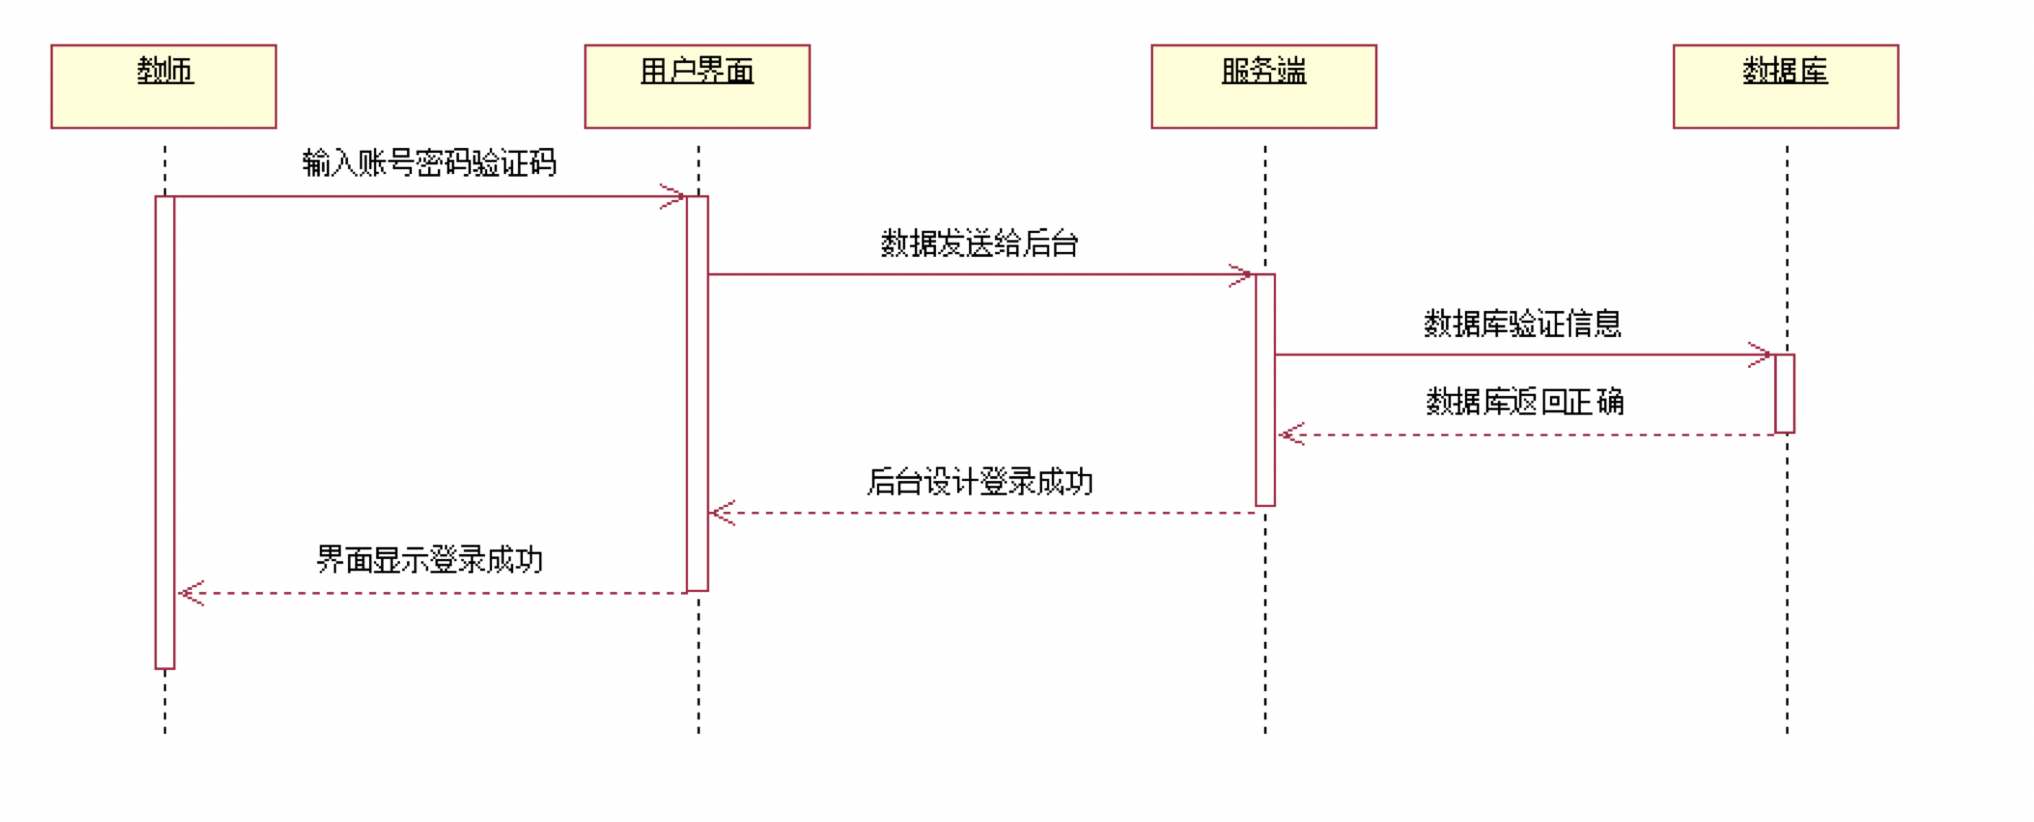 教师
用户界面
服务端
数据库
输入账号密码验证码
数据发送给后台
数据库验证信息
数据库返回正确
后台设计登录成功
界面显示登录成功